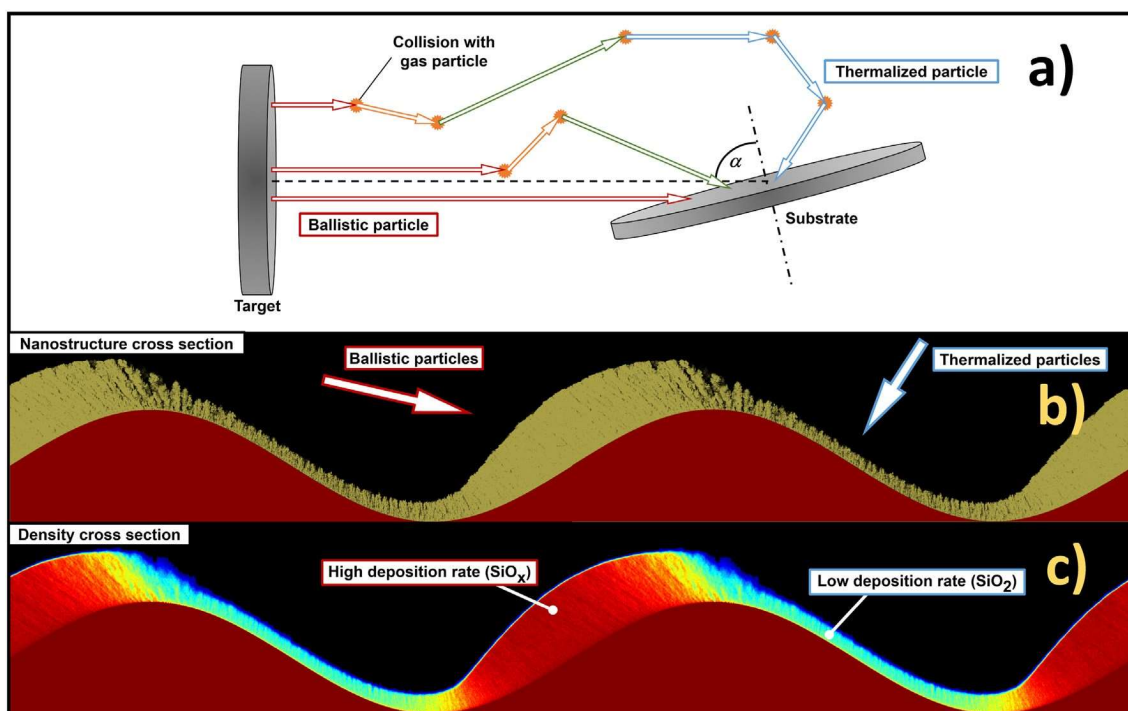 Collision with
gas particle
Thermalized particle
a)
α
Ballistic particle
Substrate
Target
Nanostructure cross section
Ballistic particles
Thermalized particles
b)
Density cross section
High deposition rate (SiOₓ)
Low deposition rate (SiO₂)
c)